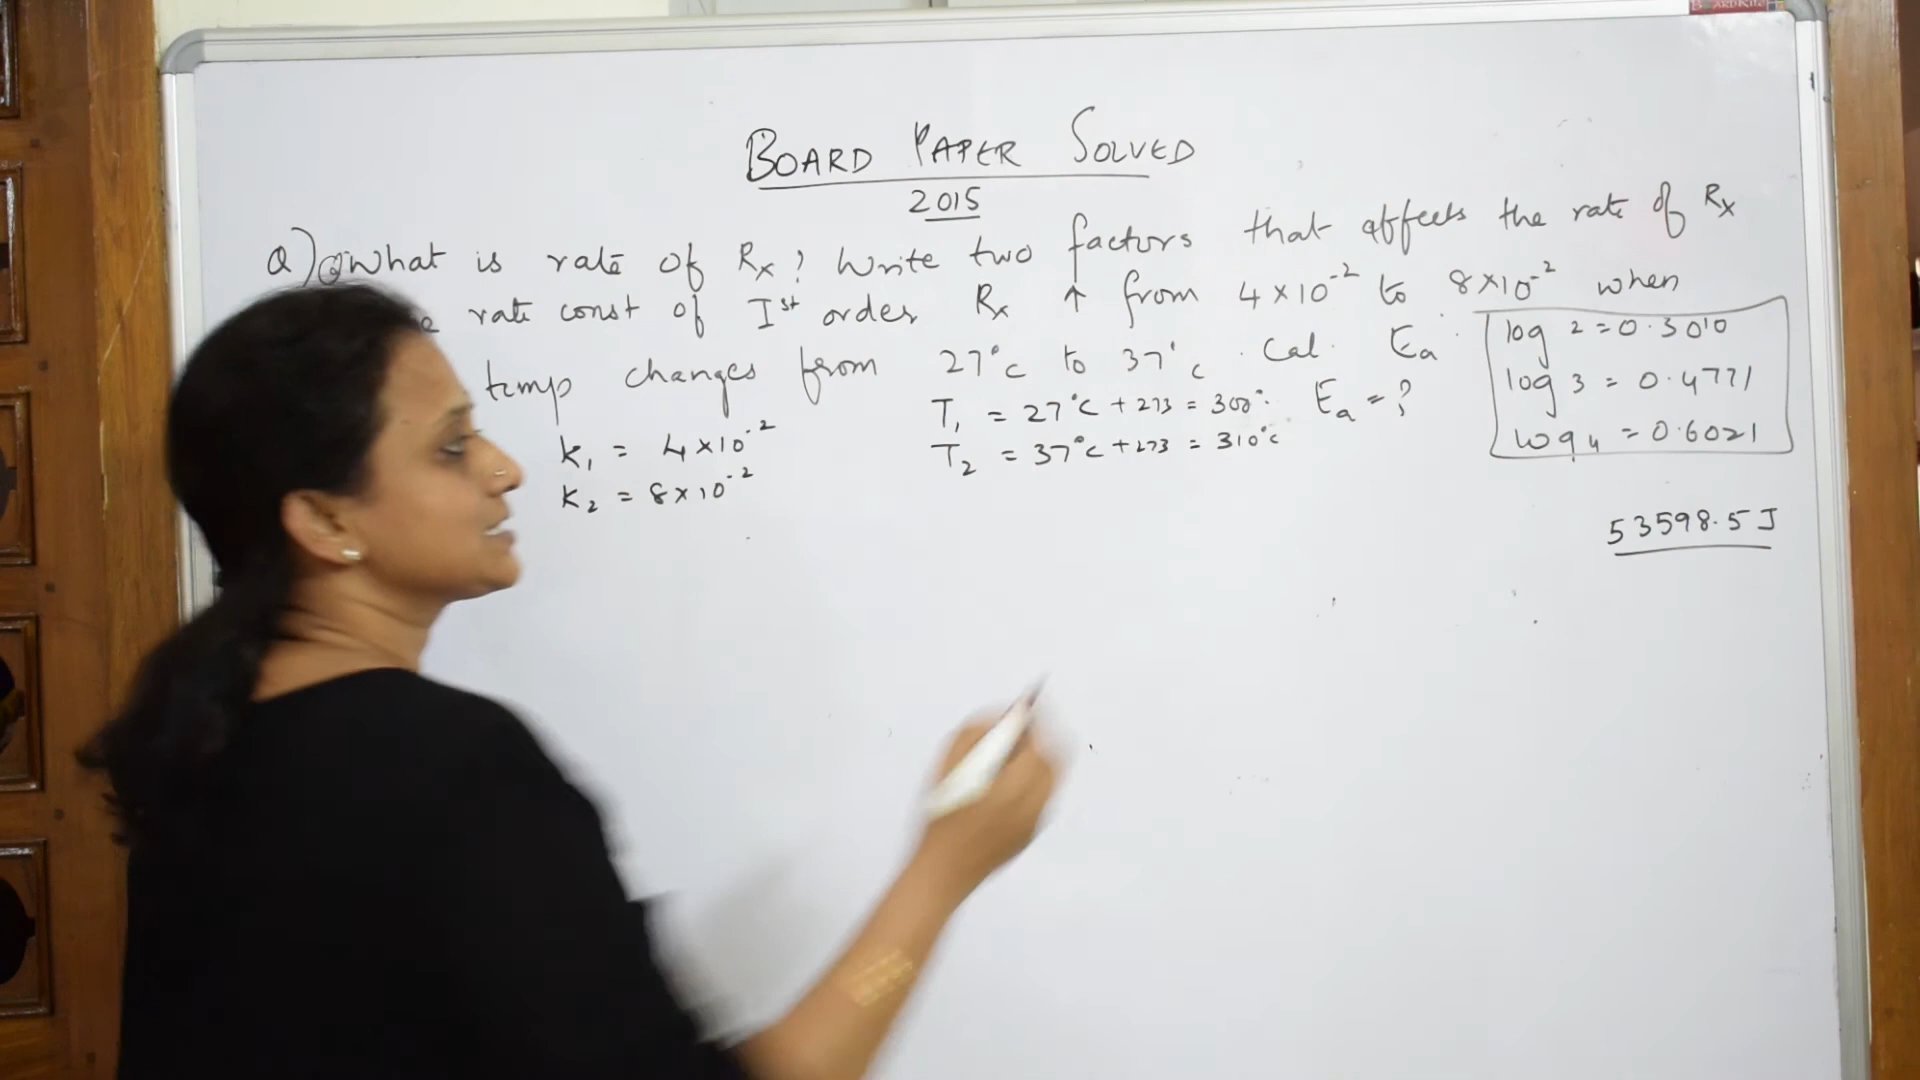 BOARD PAPER SOLVED
2015
Q) a) What is rate of Rx? Write two factors that affects the rate of Rx
rate const of Ist order Rx ↑ from 4×10⁻² to 8×10⁻² when
temp changes from 27°C to 37°C. Cal. Ea.
log 2 = 0.3010
log 3 = 0.4771
log 4 = 0.6021
T₁ = 27°C + 273 = 300° Ea = ?
T₂ = 37°C + 273 = 310°C
K₁ = 4×10⁻²
K₂ = 8×10⁻²
53598.5 J